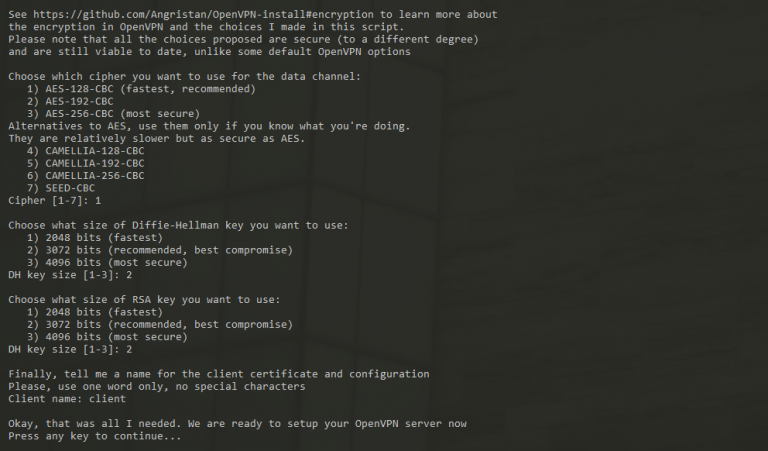 See https://github.com/Angristan/OpenVPN-install#encryption to learn more about
the encryption in OpenVPN and the choices I made in this script.
Please note that all the choices proposed are secure (to a different degree)
and are still viable to date, unlike some default OpenVPN options
Choose which cipher you want to use for the data channel:
1) AES-128-CBC (fastest, recommended)
2) AES-192-CBC
3) AES-256-CBC (most secure)
Alternatives to AES, use them only if you know what you're doing.
They are relatively slower but as secure as AES.
4) CAMELLIA-128-CBC
5) CAMELLIA-192-CBC
6) CAMELLIA-256-CBC
7) SEED-CBC
Cipher [1-7]: 1
Choose what size of Diffie-Hellman key you want to use:
1) 2048 bits (fastest)
2) 3072 bits (recommended, best compromise)
3) 4096 bits (most secure)
DH key size [1-3]: 2
Choose what size of RSA key you want to use:
1) 2048 bits (fastest)
2) 3072 bits (recommended, best compromise)
3) 4096 bits (most secure)
DH key size [1-3]: 2
Finally, tell me a name for the client certificate and configuration
Please, use one word only, no special characters
Client name: client
Okay, that was all I needed. We are ready to setup your OpenVPN server now
Press any key to continue...